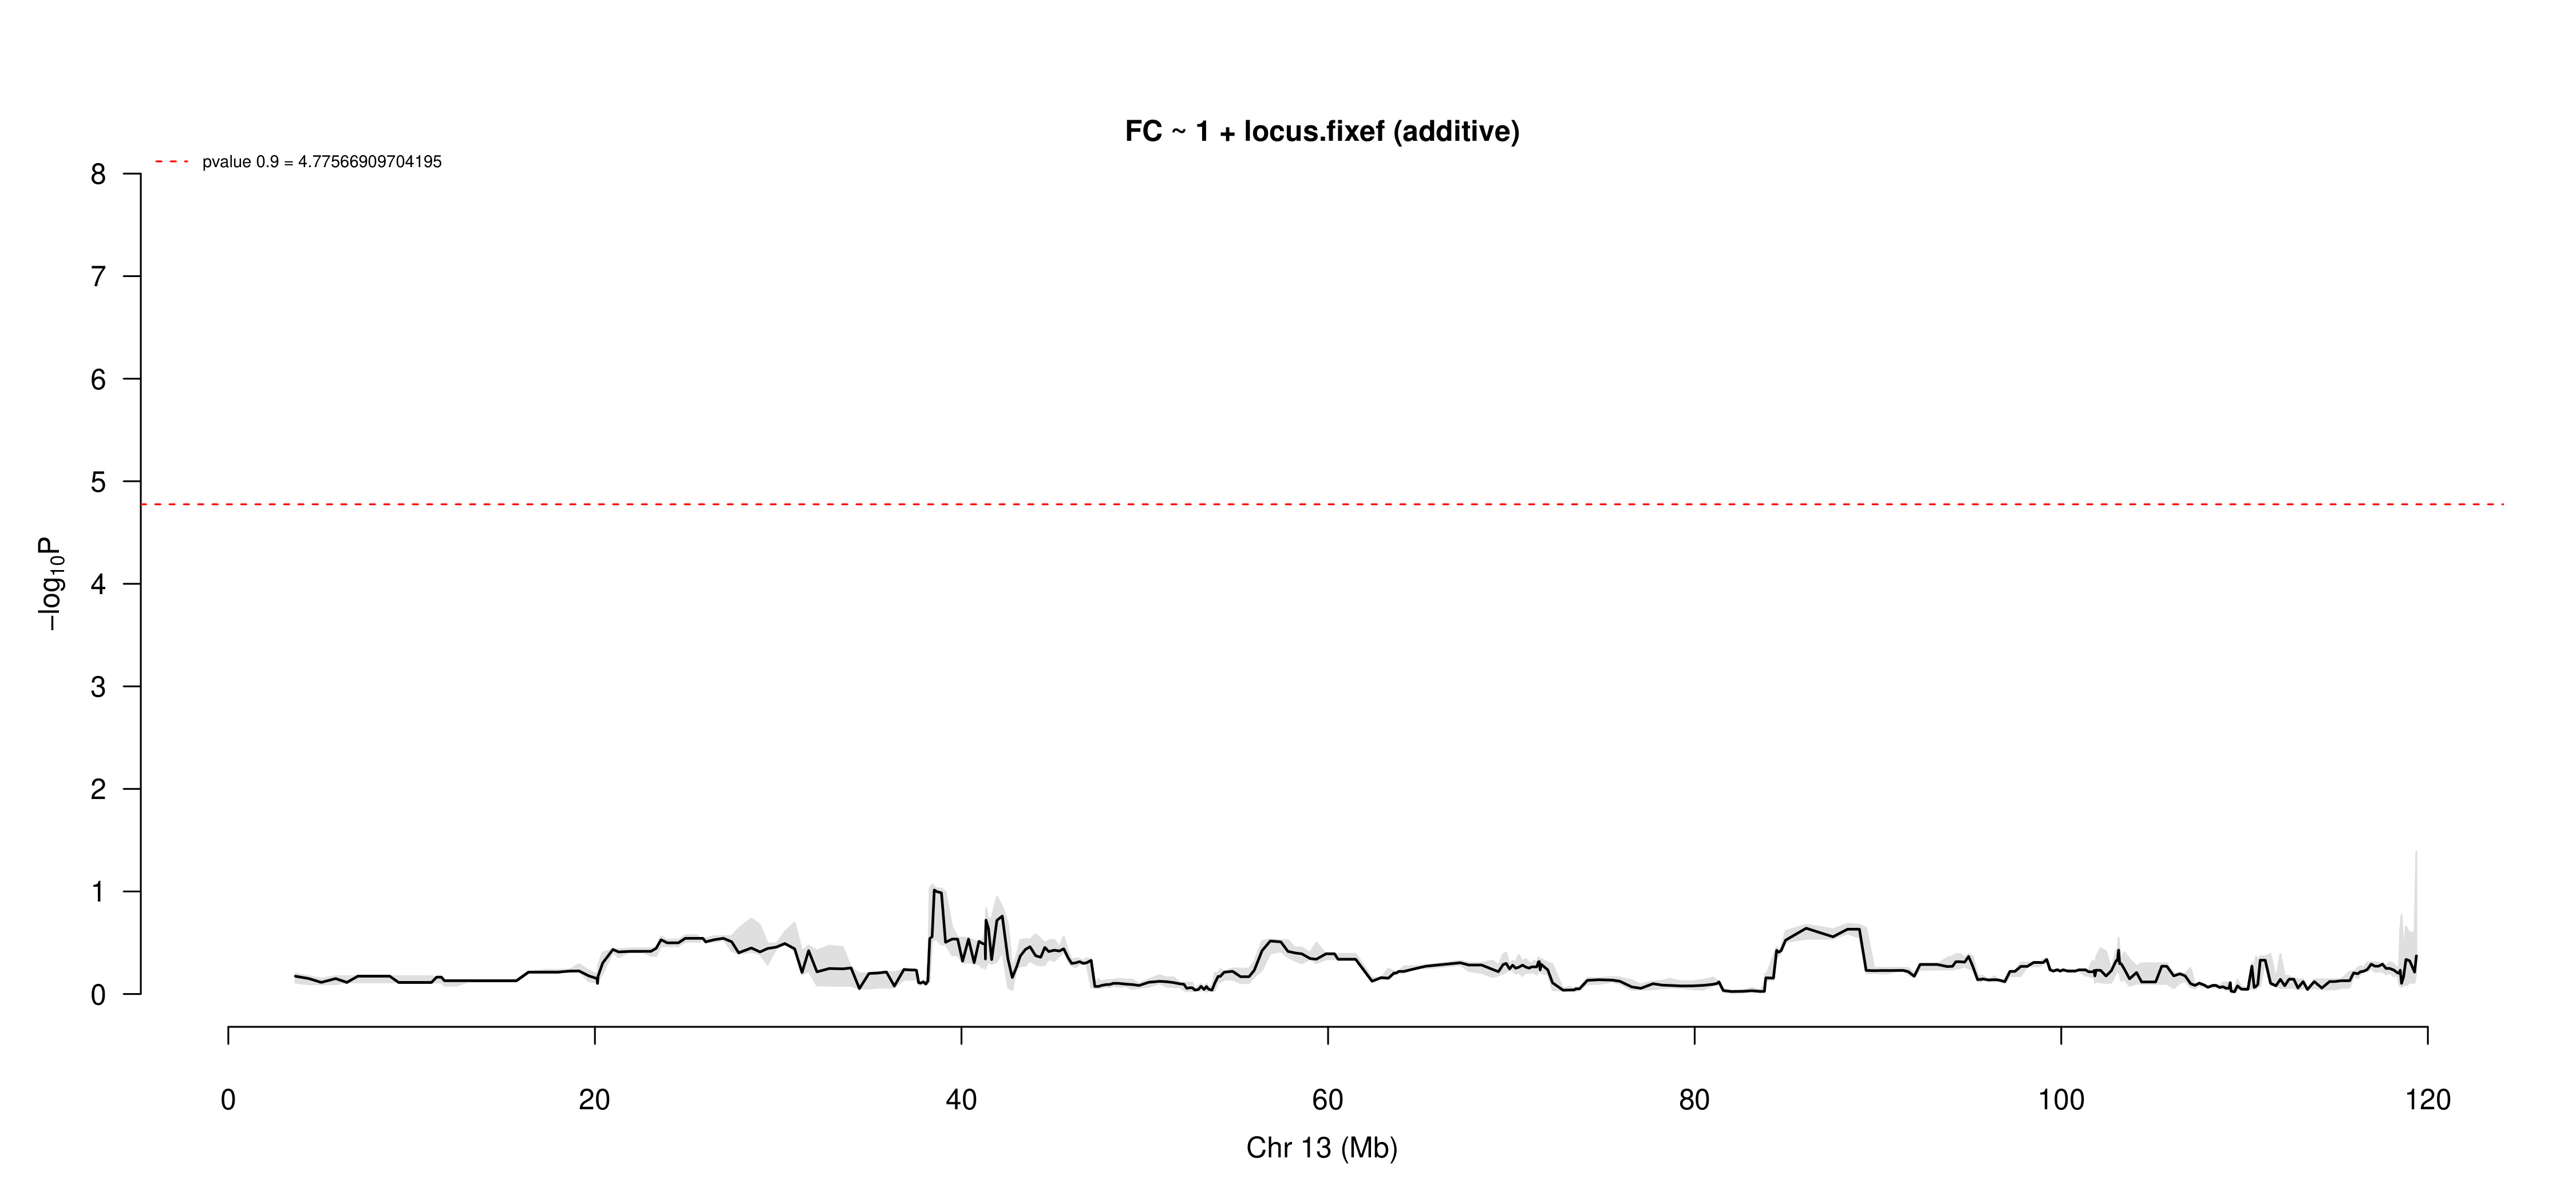 FC ~ 1 + locus.fixef (additive)
pvalue 0.9 = 4.77566909704195
8
7
6
5
4
3
2
1
0
−log10P
0 20 40 60 80 100 120
Chr 13 (Mb)